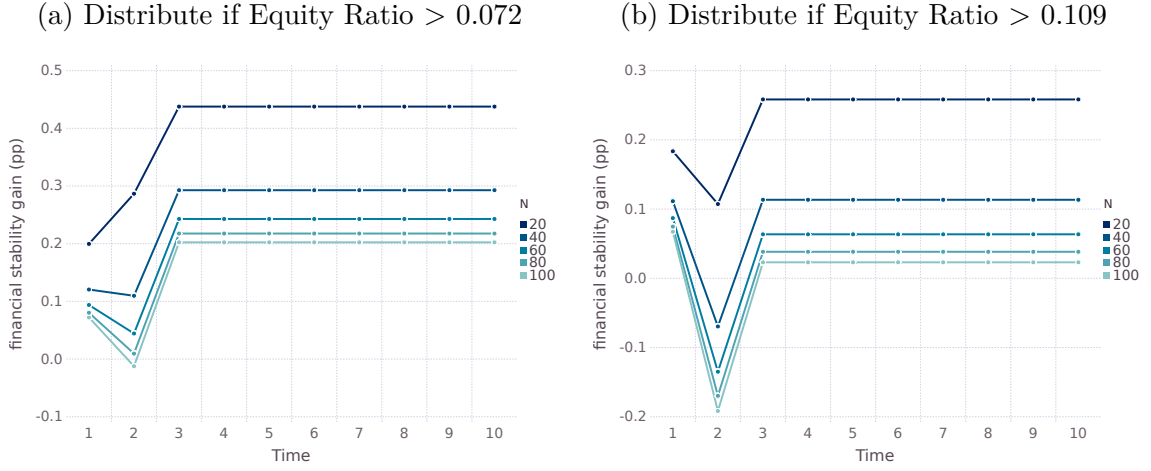 (a) Distribute if Equity Ratio > 0.072
0.5
0.4
0.3
0.2
0.1
0.0
-0.1
financial stability gain (pp)
1 2 3 4 5 6 7 8 9 10
Time
N
20
40
60
80
100
(b) Distribute if Equity Ratio > 0.109
0.3
0.2
0.1
0.0
-0.1
-0.2
financial stability gain (pp)
1 2 3 4 5 6 7 8 9 10
Time
N
20
40
60
80
100